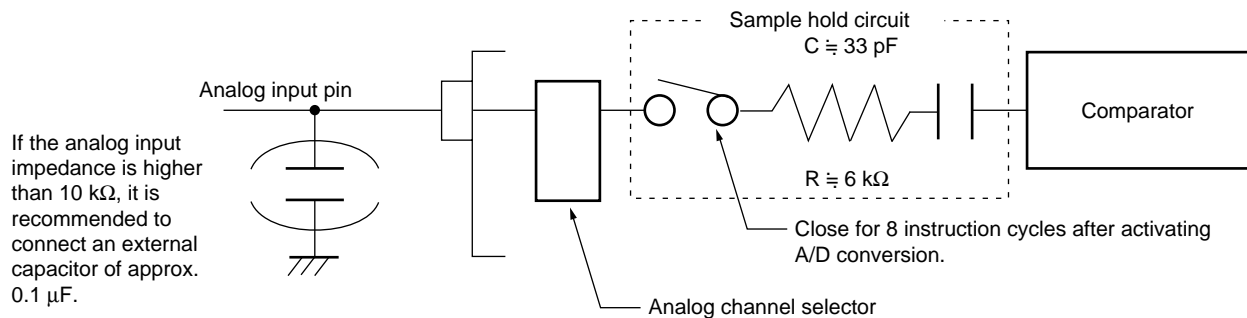 Sample hold circuit
C ≒ 33 pF
Analog input pin
Comparator
If the analog input
impedance is higher
than 10 kΩ, it is
recommended to
connect an external
capacitor of approx.
0.1 µF.
R ≒ 6 kΩ
Close for 8 instruction cycles after activating
A/D conversion.
Analog channel selector